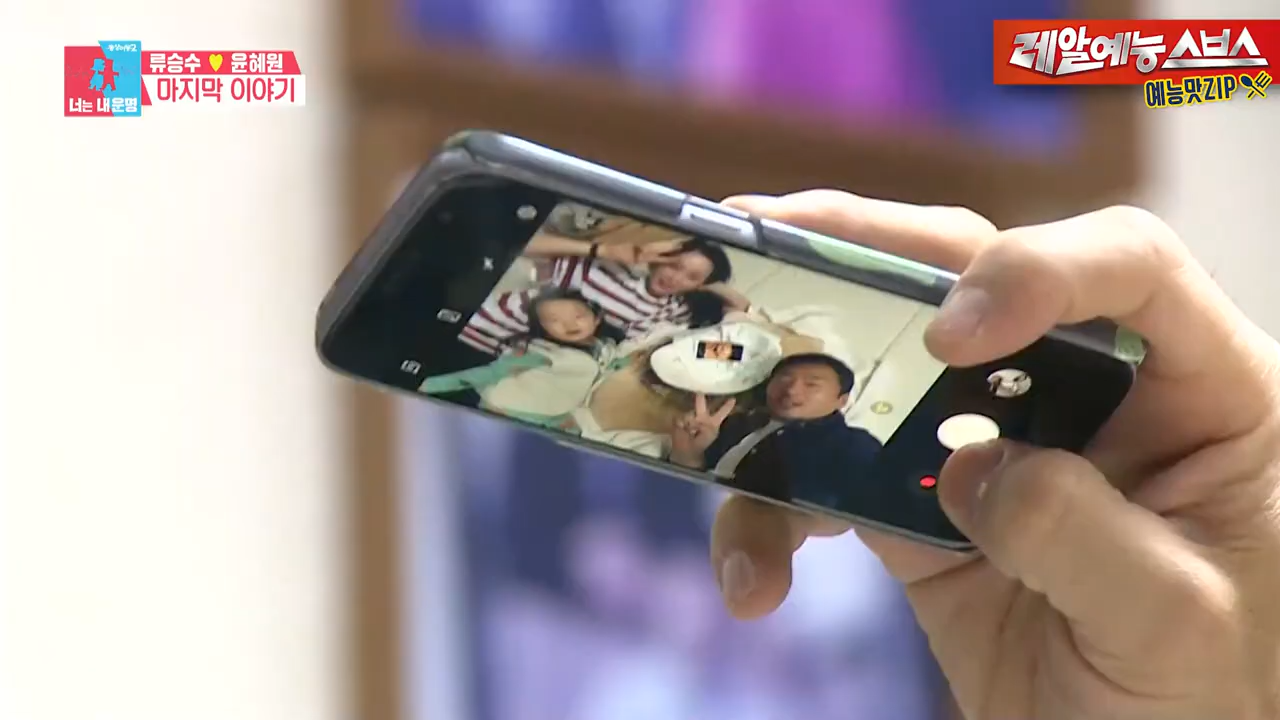 동상이몽2
너는 내 운명
류승수 ♥ 윤혜원
마지막 이야기
레알예능 스브스
예능맛ZIP